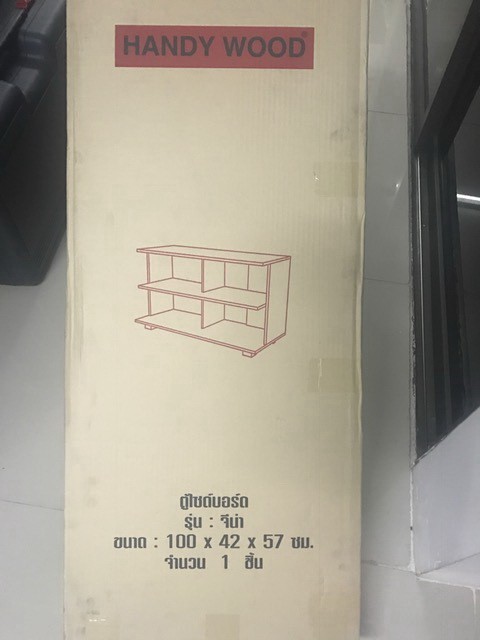 HANDY WOOD®
ตู้ไซด์บอร์ด
รุ่น : จีน่า
ขนาด : 100 x 42 x 57 ซม.
จำนวน 1 ชิ้น